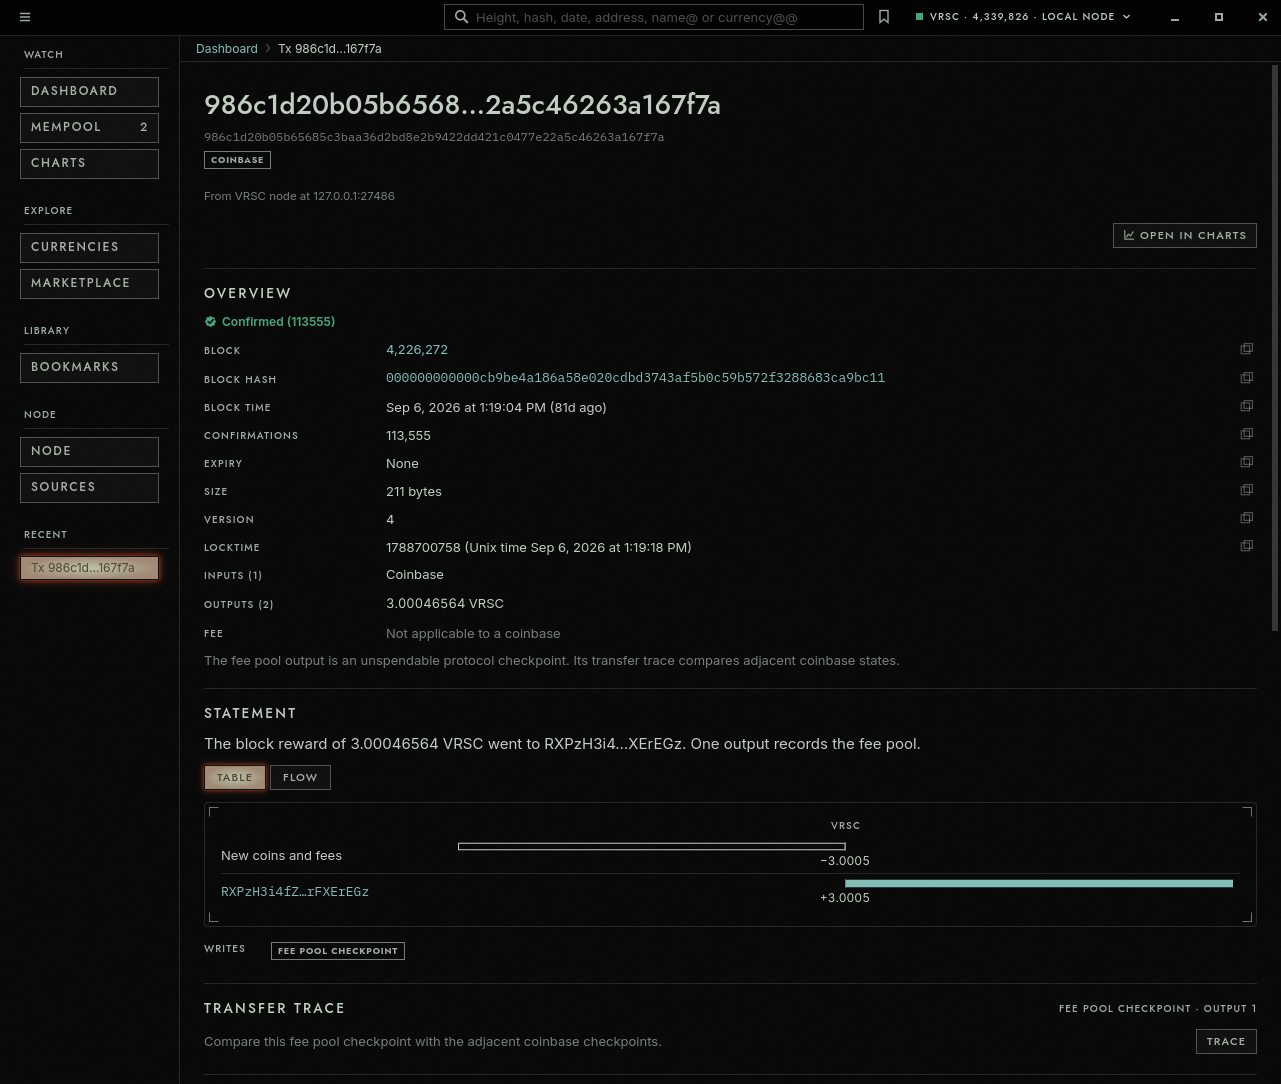 Height, hash, date, address, name@ or currency@@
VRSC · 4,339,826 · LOCAL NODE
WATCH
DASHBOARD
MEMPOOL 2
CHARTS
EXPLORE
CURRENCIES
MARKETPLACE
LIBRARY
BOOKMARKS
NODE
NODE
SOURCES
RECENT
Tx 986c1d…167f7a
Dashboard > Tx 986c1d…167f7a
986c1d20b05b6568…2a5c46263a167f7a
986c1d20b05b65685c3baa36d2bd8e2b9422dd421c0477e22a5c46263a167f7a
COINBASE
From VRSC node at 127.0.0.1:27486
OPEN IN CHARTS
OVERVIEW
Confirmed (113555)
BLOCK 4,226,272
BLOCK HASH 000000000000cb9be4a186a58e020cdbd3743af5b0c59b572f3288683ca9bc11
BLOCK TIME Sep 6, 2026 at 1:19:04 PM (81d ago)
CONFIRMATIONS 113,555
EXPIRY None
SIZE 211 bytes
VERSION 4
LOCKTIME 1788700758 (Unix time Sep 6, 2026 at 1:19:18 PM)
INPUTS (1) Coinbase
OUTPUTS (2) 3.00046564 VRSC
FEE Not applicable to a coinbase
The fee pool output is an unspendable protocol checkpoint. Its transfer trace compares adjacent coinbase states.
STATEMENT
The block reward of 3.00046564 VRSC went to RXPzH3i4…XErEGz. One output records the fee pool.
TABLE FLOW
VRSC
New coins and fees −3.0005
RXPzH3i4fZ…rFXErEGz +3.0005
WRITES FEE POOL CHECKPOINT
TRANSFER TRACE FEE POOL CHECKPOINT · OUTPUT 1
Compare this fee pool checkpoint with the adjacent coinbase checkpoints. TRACE